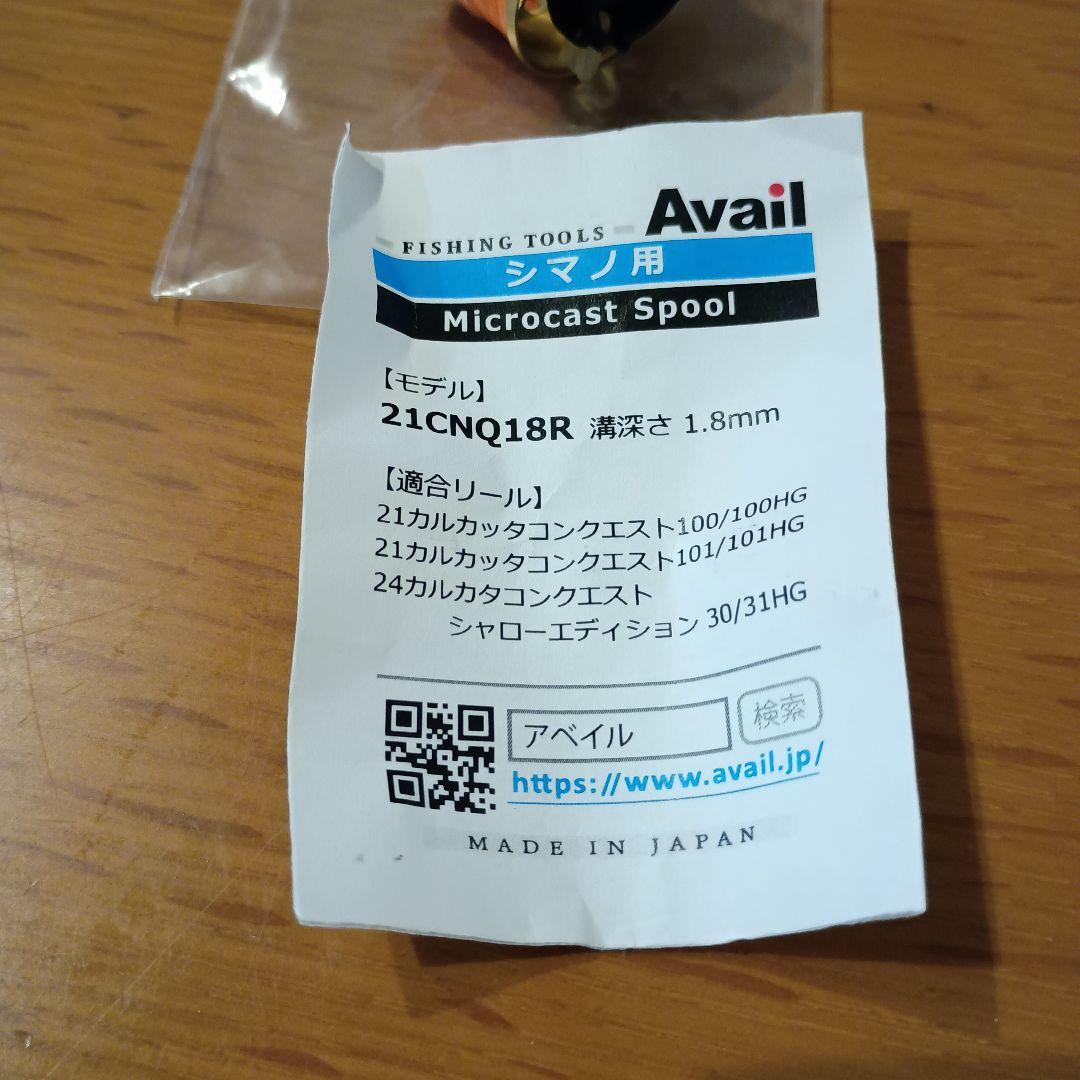 FISHING TOOLS Avail
シマノ用
Microcast Spool
【モデル】
21CNQ18R 溝深さ 1.8mm
【適合リール】
21カルカッタコンクエスト100/100HG
21カルカッタコンクエスト101/101HG
24カルカタコンクエスト
シャローエディション 30/31HG
アベイル 検索
https://www.avail.jp/
MADE IN JAPAN